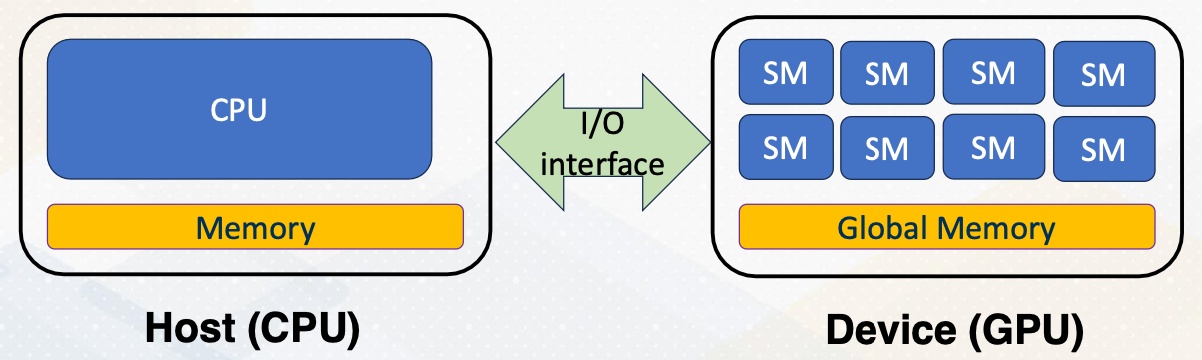 CPU
Memory
Host (CPU)
I/O
interface
SM SM SM SM
SM SM SM SM
Global Memory
Device (GPU)